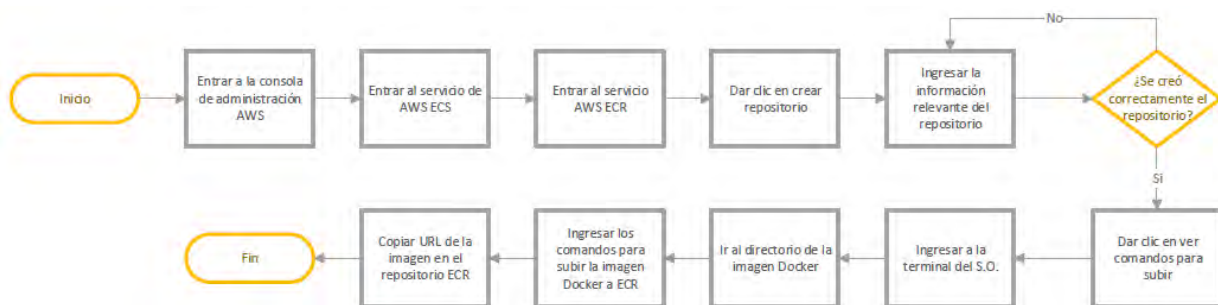 No
Inicio
Entrar a la consola
de administración
AWS
Entrar al servicio de
AWS ECS
Entrar al servicio
AWS ECR
Dar clic en crear
repositorio
Ingresar la
información
relevante del
repositorio
¿Se creó
correctamente el
repositorio?
Si
Dar clic en ver
comandos para
subir
Ingresar a la
terminal del S.O.
Ir al directorio de la
imagen Docker
Ingresar los
comandos para
subir la imagen
Docker a ECR
Copiar URL de la
imagen en el
repositorio ECR
Fin